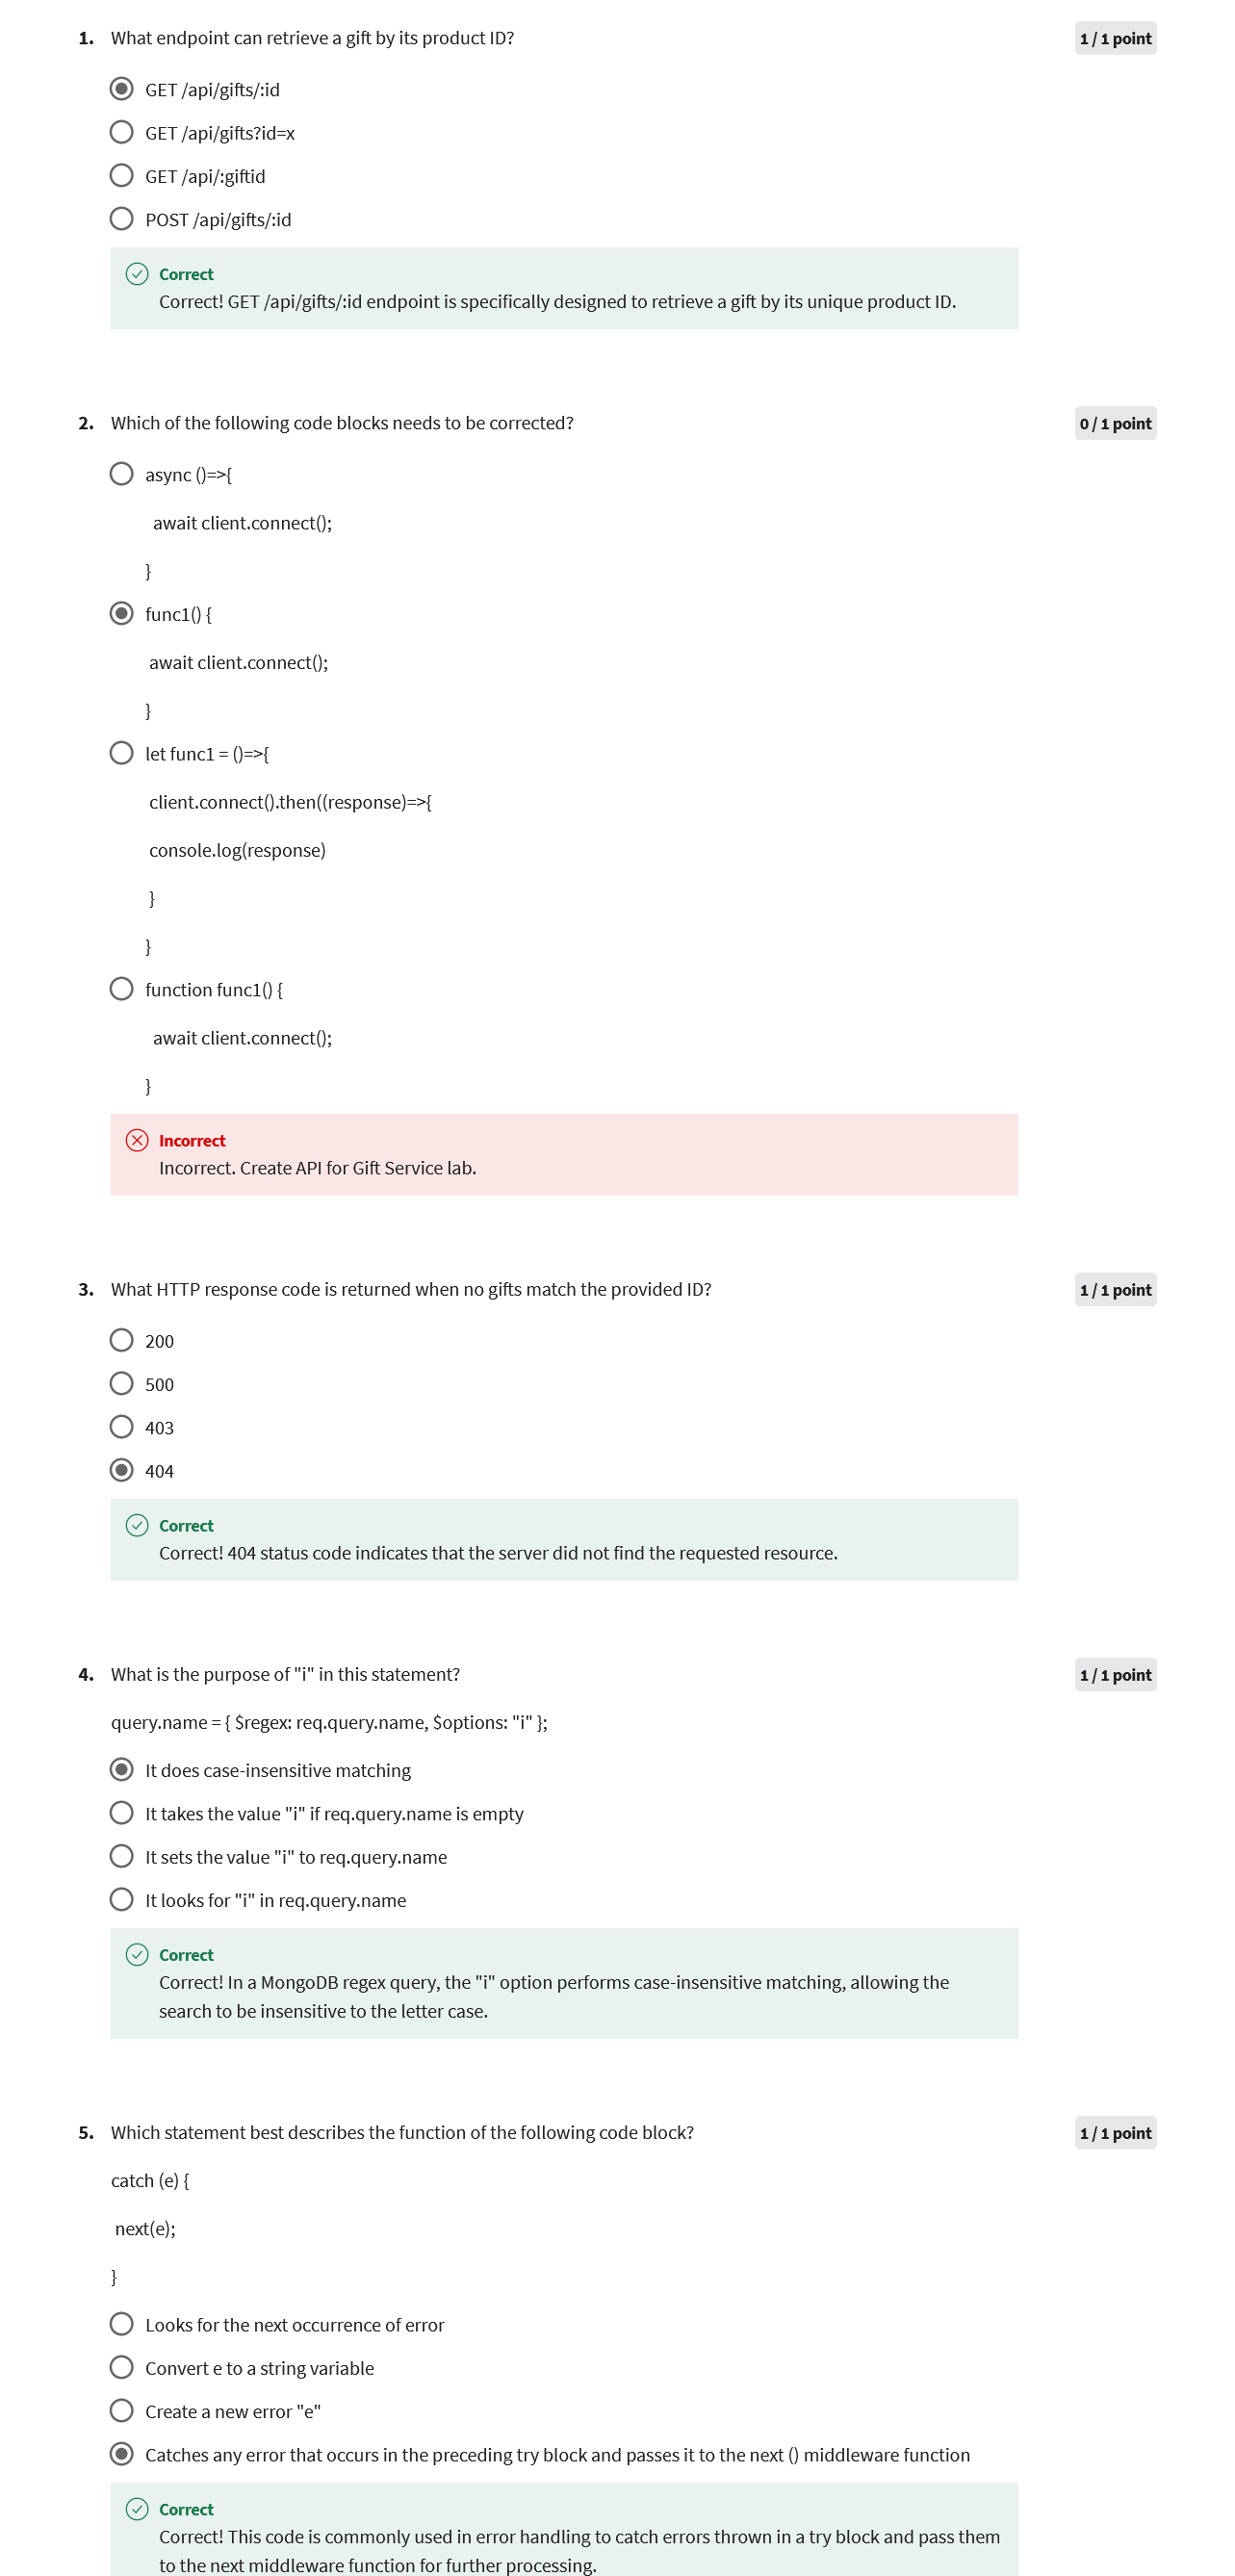 1. What endpoint can retrieve a gift by its product ID?
1 / 1 point
GET /api/gifts/:id
GET /api/gifts?id=x
GET /api/:giftid
POST /api/gifts/:id
Correct
Correct! GET /api/gifts/:id endpoint is specifically designed to retrieve a gift by its unique product ID.
2. Which of the following code blocks needs to be corrected?
0 / 1 point
async ()=>{
await client.connect();
}
func1() {
await client.connect();
}
let func1 = ()=>{
client.connect().then((response)=>{
console.log(response)
}
}
function func1() {
await client.connect();
}
Incorrect
Incorrect. Create API for Gift Service lab.
3. What HTTP response code is returned when no gifts match the provided ID?
1 / 1 point
200
500
403
404
Correct
Correct! 404 status code indicates that the server did not find the requested resource.
4. What is the purpose of "i" in this statement?
1 / 1 point
query.name = { $regex: req.query.name, $options: "i" };
It does case-insensitive matching
It takes the value "i" if req.query.name is empty
It sets the value "i" to req.query.name
It looks for "i" in req.query.name
Correct
Correct! In a MongoDB regex query, the "i" option performs case-insensitive matching, allowing the
search to be insensitive to the letter case.
5. Which statement best describes the function of the following code block?
1 / 1 point
catch (e) {
next(e);
}
Looks for the next occurrence of error
Convert e to a string variable
Create a new error "e"
Catches any error that occurs in the preceding try block and passes it to the next () middleware function
Correct
Correct! This code is commonly used in error handling to catch errors thrown in a try block and pass them
to the next middleware function for further processing.